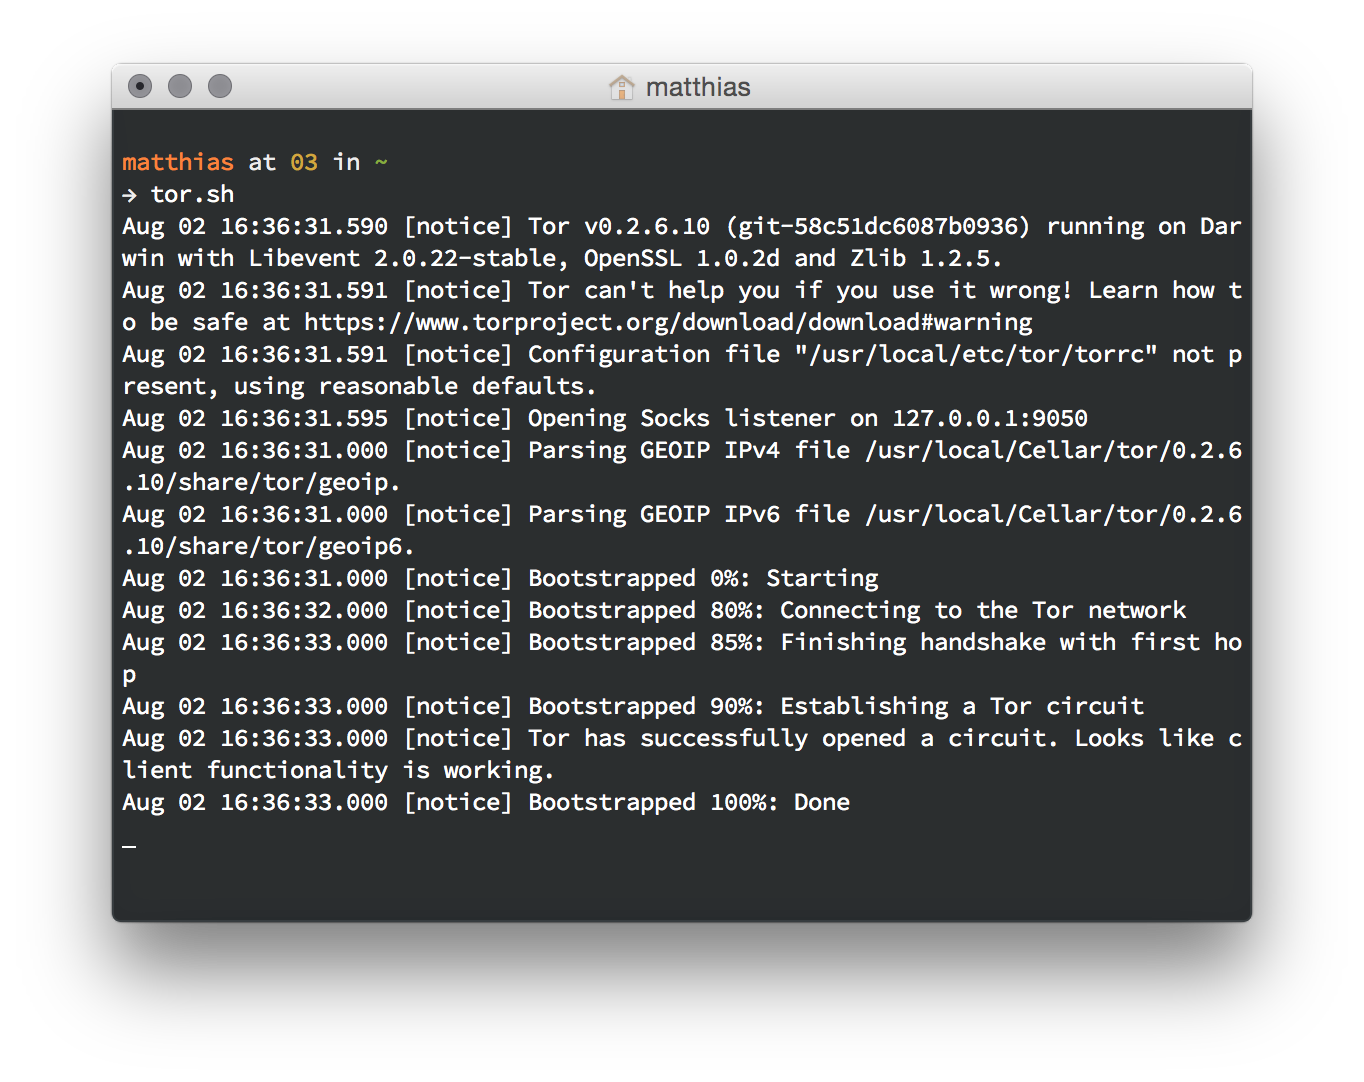 matthias
matthias at 03 in ~
→ tor.sh
Aug 02 16:36:31.590 [notice] Tor v0.2.6.10 (git-58c51dc6087b0936) running on Dar
win with Libevent 2.0.22-stable, OpenSSL 1.0.2d and Zlib 1.2.5.
Aug 02 16:36:31.591 [notice] Tor can't help you if you use it wrong! Learn how t
o be safe at https://www.torproject.org/download/download#warning
Aug 02 16:36:31.591 [notice] Configuration file "/usr/local/etc/tor/torrc" not p
resent, using reasonable defaults.
Aug 02 16:36:31.595 [notice] Opening Socks listener on 127.0.0.1:9050
Aug 02 16:36:31.000 [notice] Parsing GEOIP IPv4 file /usr/local/Cellar/tor/0.2.6
.10/share/tor/geoip.
Aug 02 16:36:31.000 [notice] Parsing GEOIP IPv6 file /usr/local/Cellar/tor/0.2.6
.10/share/tor/geoip6.
Aug 02 16:36:31.000 [notice] Bootstrapped 0%: Starting
Aug 02 16:36:32.000 [notice] Bootstrapped 80%: Connecting to the Tor network
Aug 02 16:36:33.000 [notice] Bootstrapped 85%: Finishing handshake with first ho
p
Aug 02 16:36:33.000 [notice] Bootstrapped 90%: Establishing a Tor circuit
Aug 02 16:36:33.000 [notice] Tor has successfully opened a circuit. Looks like c
lient functionality is working.
Aug 02 16:36:33.000 [notice] Bootstrapped 100%: Done